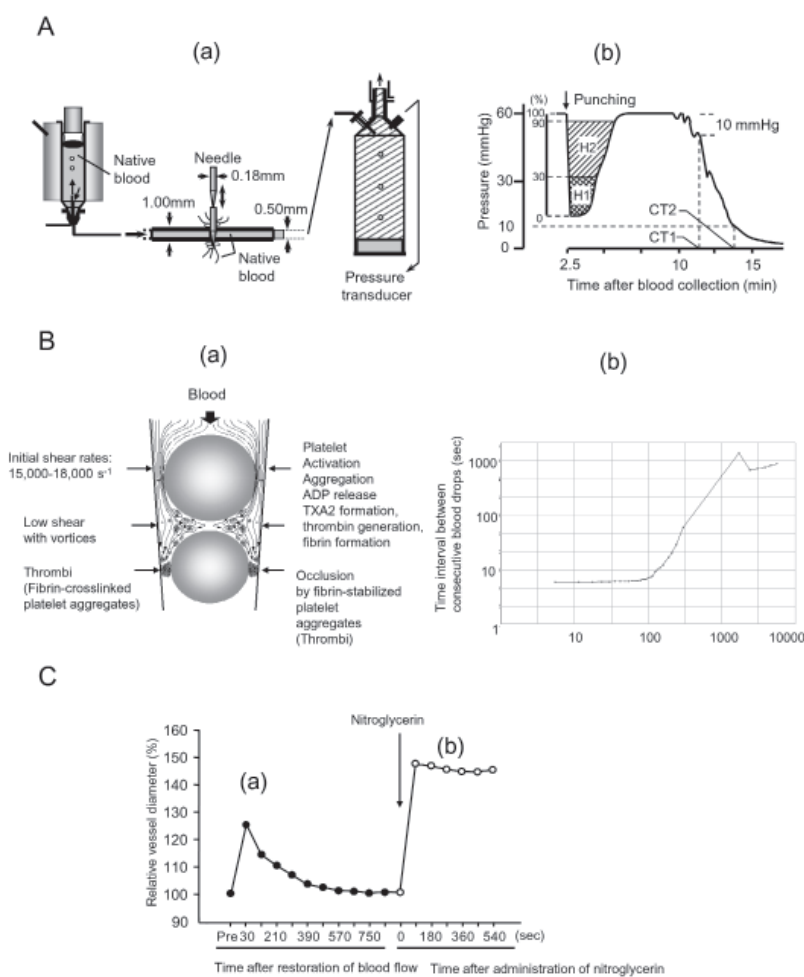 A
(a)
Native
blood
Needle
0.18mm
1.00mm
0.50mm
Native
blood
Pressure
transducer
(b)
Punching
(%)
100
90
30
0
H2
H1
10 mmHg
Pressure (mmHg)
60
30
10
0
CT2
CT1
2.5
10
15
Time after blood collection (min)
B
(a)
Blood
Initial shear rates:
15,000-18,000 s⁻¹
Low shear
with vortices
Thrombi
(Fibrin-crosslinked
platelet aggregates)
Platelet
Activation
Aggregation
ADP release
TXA2 formation,
thrombin generation,
fibrin formation
Occlusion
by fibrin-stabilized
platelet
aggregates
(Thrombi)
(b)
Time interval between
consecutive blood drops (sec)
1000
100
10
1
10
100
1000
10000
C
Nitroglycerin
(a)
(b)
Relative vessel diameter (%)
160
150
140
130
120
110
100
90
Pre 30 210 390 570 750 0 180 360 540 (sec)
Time after restoration of blood flow
Time after administration of nitroglycerin